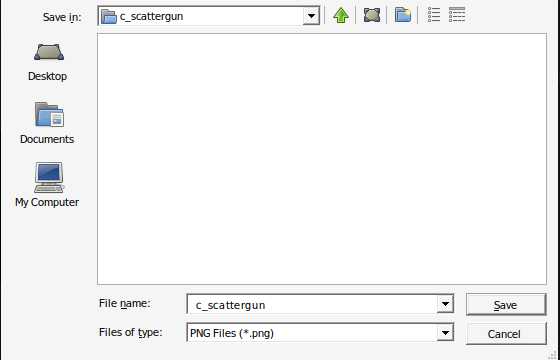 Save in:
c_scattergun
Desktop
Documents
My Computer
File name:
c_scattergun
Save
Files of type:
PNG Files (*.png)
Cancel